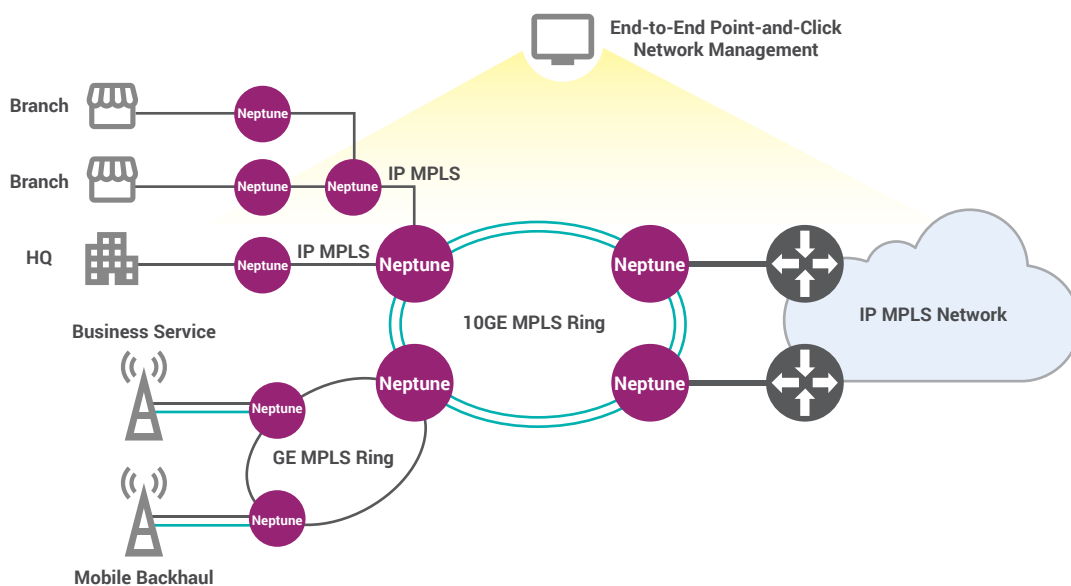 End-to-End Point-and-Click
Network Management
Branch
Neptune
Branch
Neptune
Neptune
IP MPLS
HQ
Neptune
IP MPLS
Neptune
Neptune
10GE MPLS Ring
IP MPLS Network
Business Service
Neptune
Neptune
Neptune
GE MPLS Ring
Neptune
Mobile Backhaul